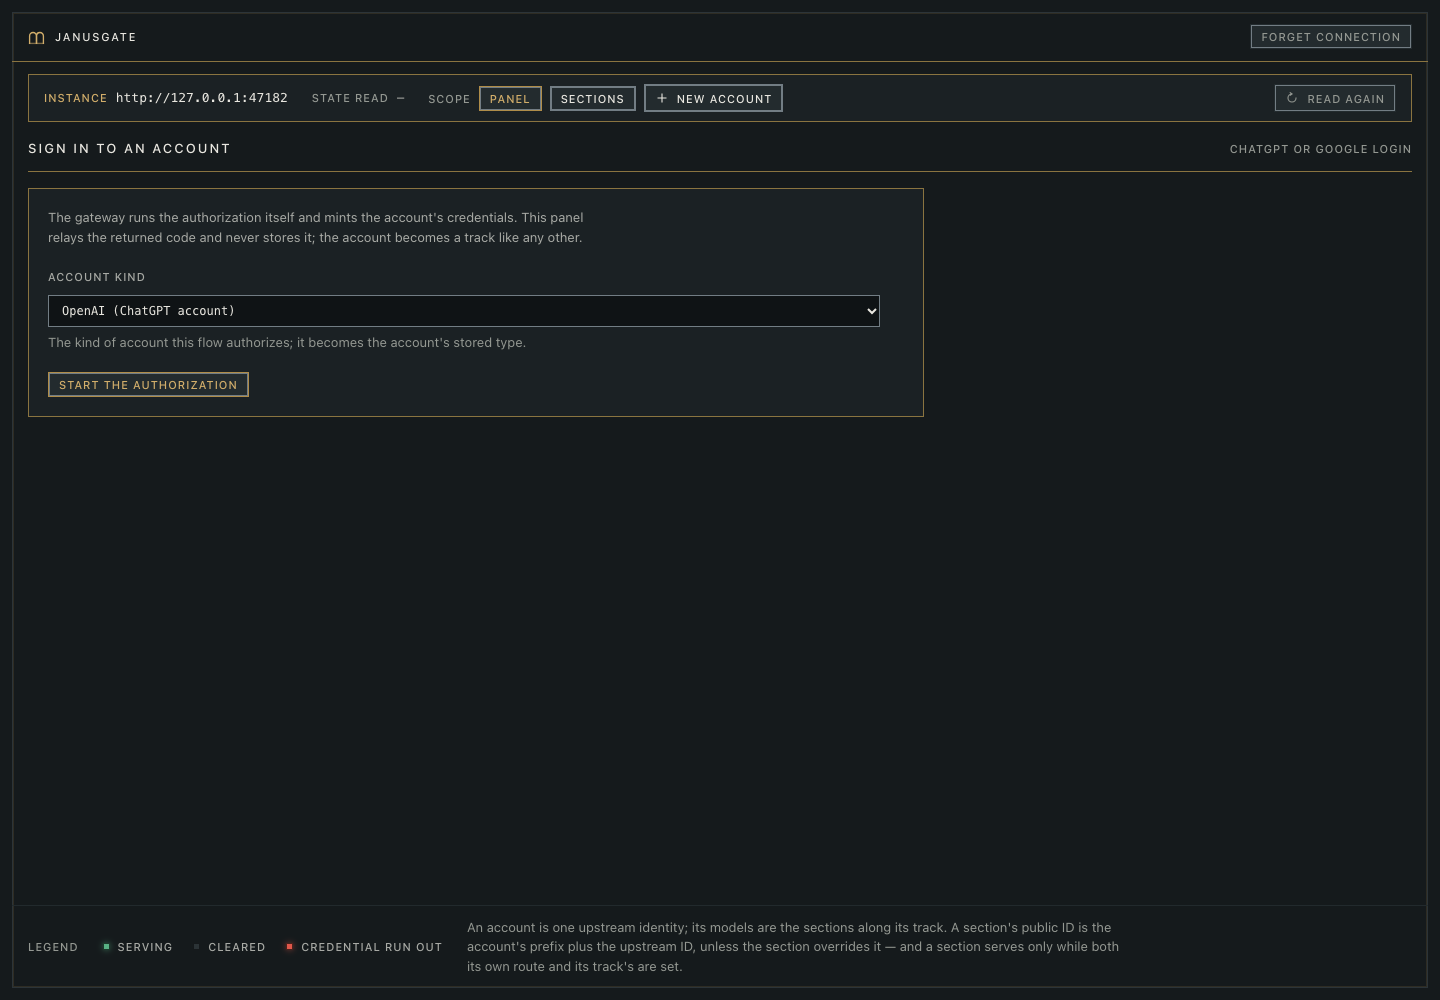 JANUSGATE
FORGET CONNECTION
INSTANCE http://127.0.0.1:47182 STATE READ — SCOPE PANEL SECTIONS + NEW ACCOUNT READ AGAIN
SIGN IN TO AN ACCOUNT
CHATGPT OR GOOGLE LOGIN
The gateway runs the authorization itself and mints the account's credentials. This panel
relays the returned code and never stores it; the account becomes a track like any other.
ACCOUNT KIND
OpenAI (ChatGPT account)
The kind of account this flow authorizes; it becomes the account's stored type.
START THE AUTHORIZATION
LEGEND SERVING CLEARED CREDENTIAL RUN OUT
An account is one upstream identity; its models are the sections along its track. A section's public ID is the
account's prefix plus the upstream ID, unless the section overrides it — and a section serves only while both
its own route and its track's are set.